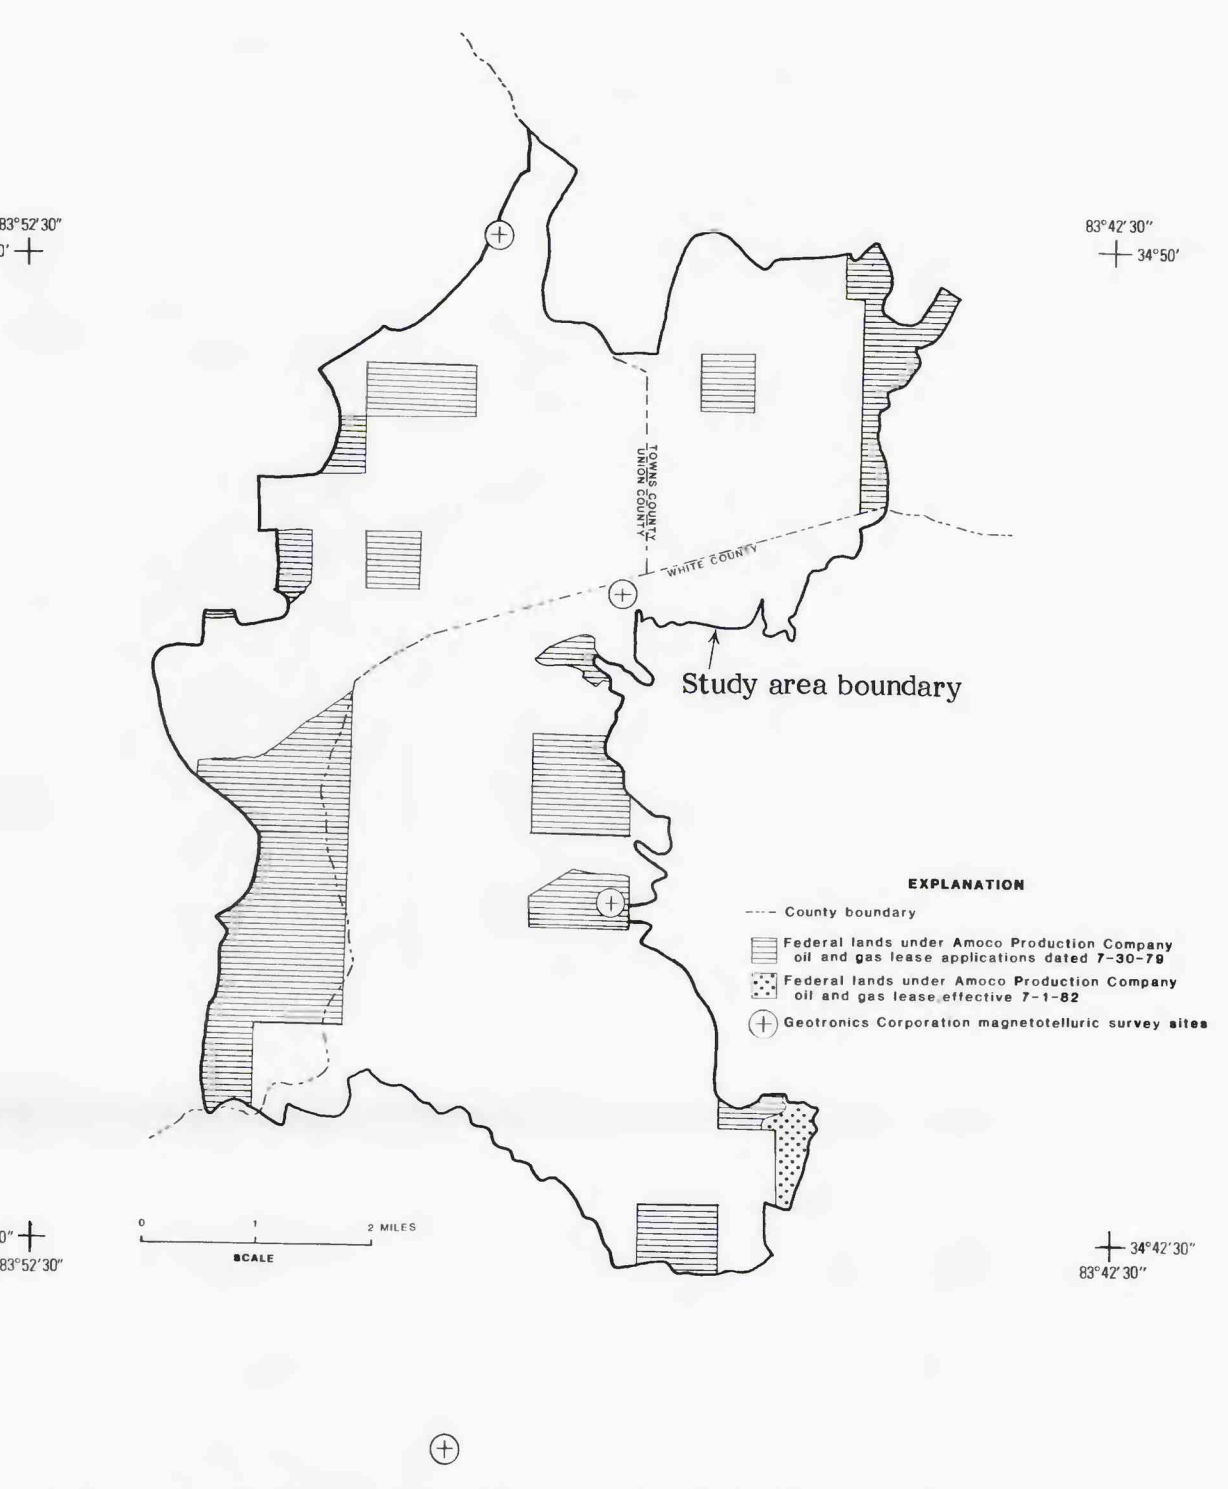 83°52'30"
0'
83°42'30"
34°50'
TOWNS COUNTY
UNION COUNTY
WHITE COUNTY
Study area boundary
EXPLANATION
County boundary
Federal lands under Amoco Production Company
oil and gas lease applications dated 7-30-79
Federal lands under Amoco Production Company
oil and gas lease effective 7-1-82
Geotronics Corporation magnetotelluric survey sites
0 1 2 MILES
SCALE
0"
83°52'30"
34°42'30"
83°42'30"